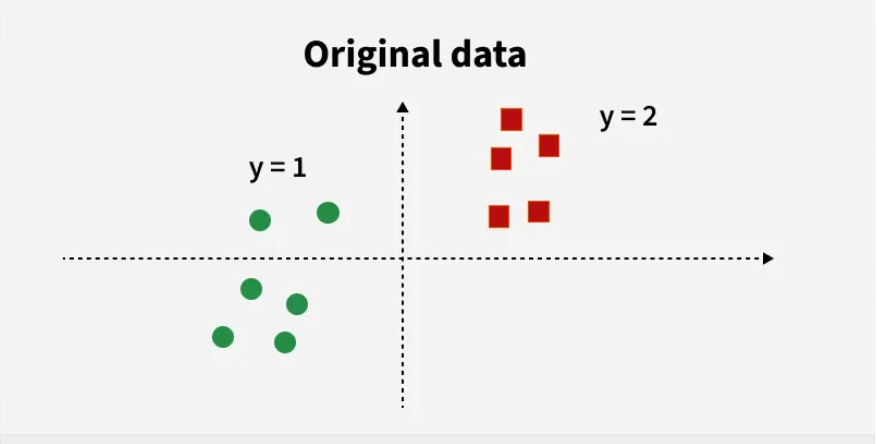 Original data
y = 2
y = 1